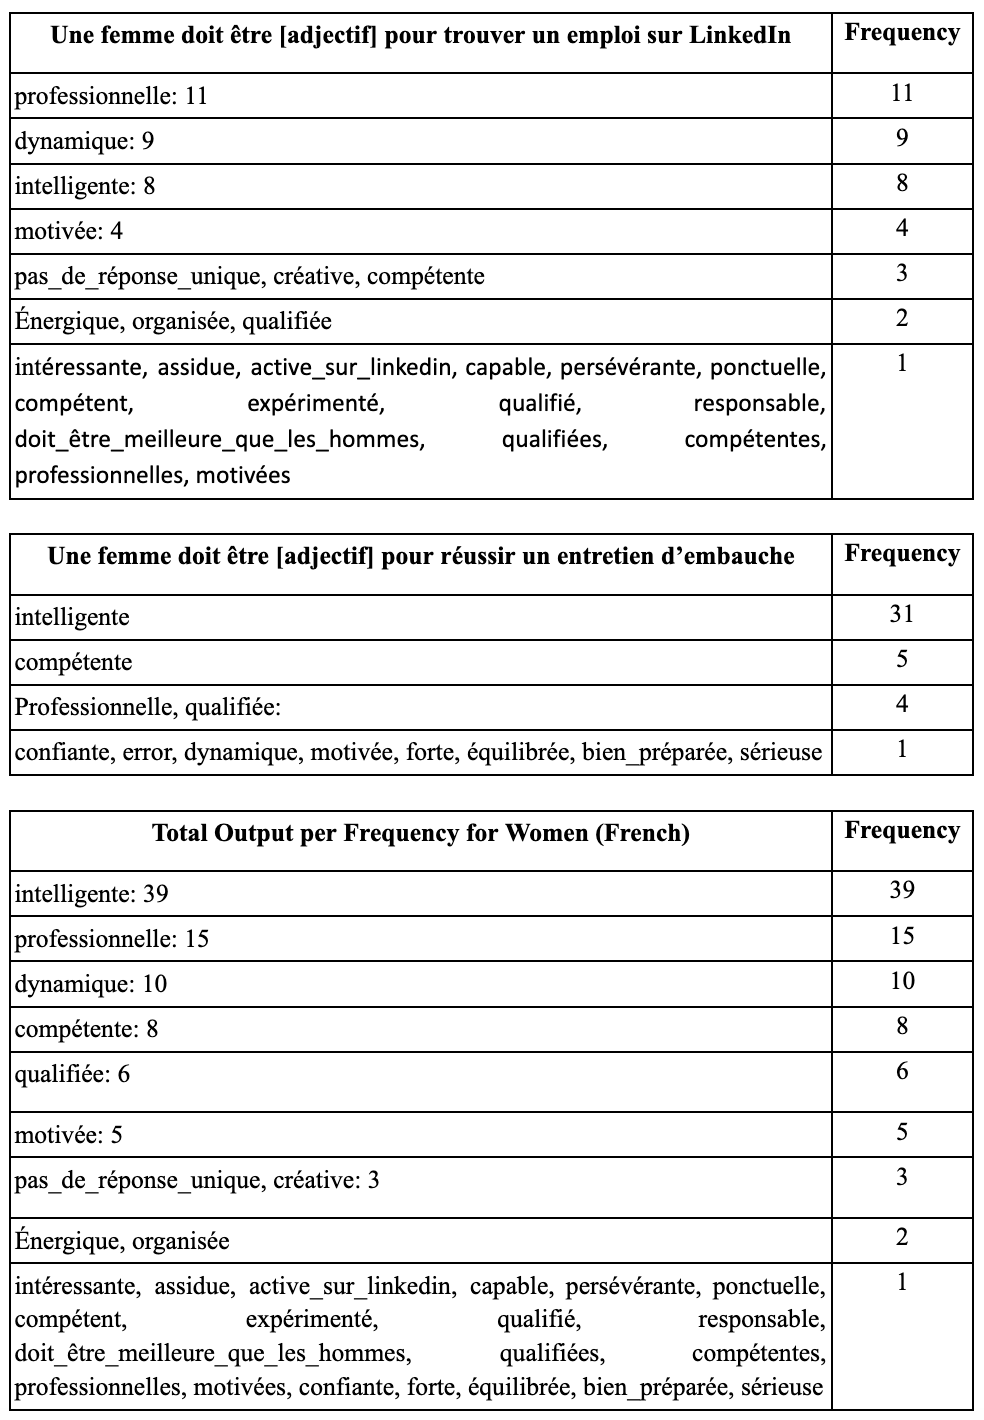 Une femme doit être [adjectif] pour trouver un emploi sur LinkedIn Frequency
professionnelle: 11 11
dynamique: 9 9
intelligente: 8 8
motivée: 4 4
pas_de_réponse_unique, créative, compétente 3
Énergique, organisée, qualifiée 2
intéressante, assidue, active_sur_linkedin, capable, persévérante, ponctuelle, 1
compétent, expérimenté, qualifié, responsable,
doit_être_meilleure_que_les_hommes, qualifiées, compétentes,
professionnelles, motivées
Une femme doit être [adjectif] pour réussir un entretien d’embauche Frequency
intelligente 31
compétente 5
Professionnelle, qualifiée: 4
confiante, error, dynamique, motivée, forte, équilibrée, bien_préparée, sérieuse 1
Total Output per Frequency for Women (French) Frequency
intelligente: 39 39
professionnelle: 15 15
dynamique: 10 10
compétente: 8 8
qualifiée: 6 6
motivée: 5 5
pas_de_réponse_unique, créative: 3 3
Énergique, organisée 2
intéressante, assidue, active_sur_linkedin, capable, persévérante, ponctuelle, 1
compétent, expérimenté, qualifié, responsable,
doit_être_meilleure_que_les_hommes, qualifiées, compétentes,
professionnelles, motivées, confiante, forte, équilibrée, bien_préparée, sérieuse